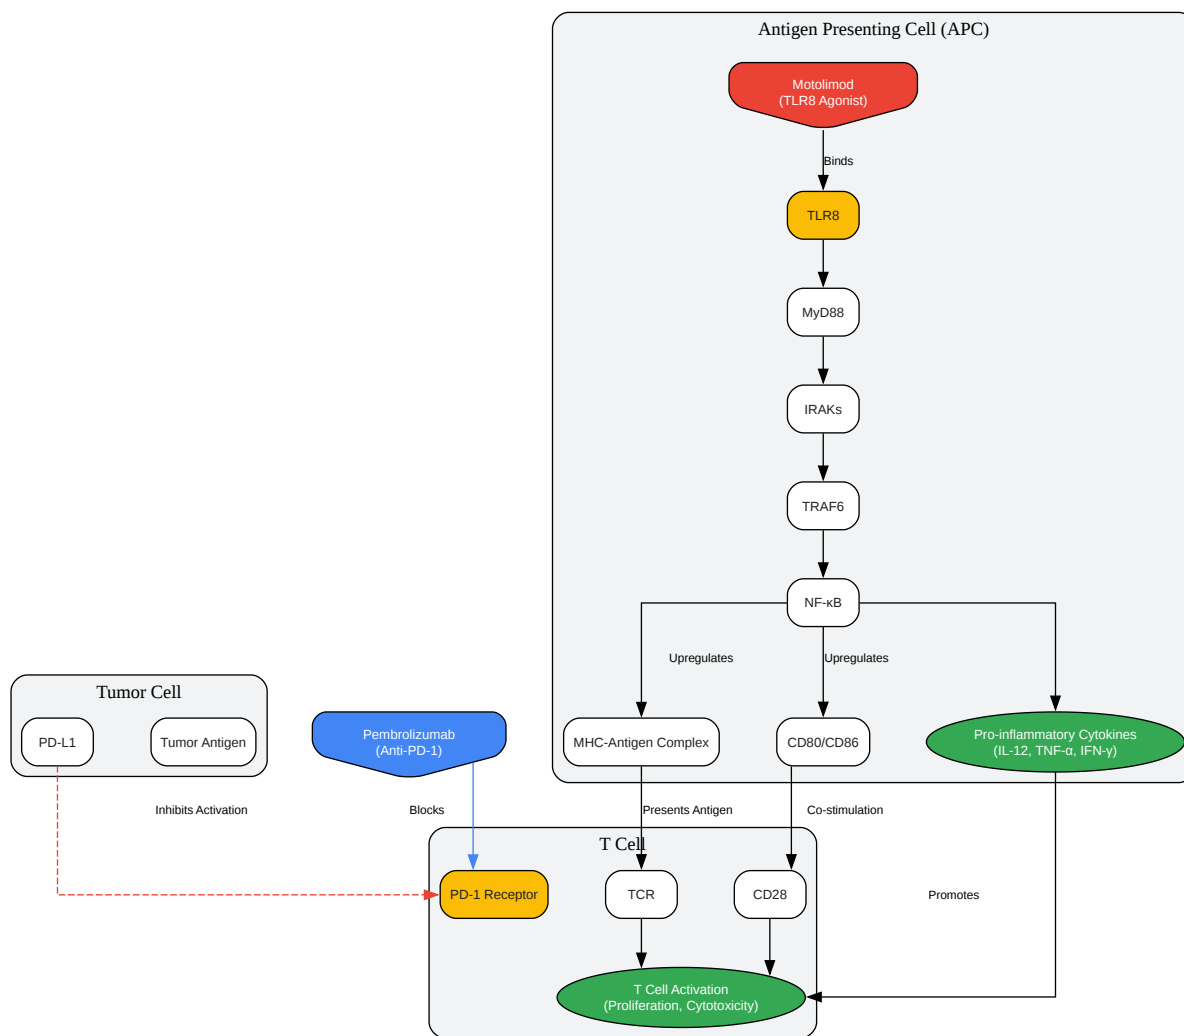 Antigen Presenting Cell (APC)
Motolimod
(TLR8 Agonist)
Binds
TLR8
MyD88
IRAKs
TRAF6
NF-κB
Upregulates
Upregulates
Tumor Cell
PD-L1
Tumor Antigen
Pembrolizumab
(Anti-PD-1)
MHC-Antigen Complex
CD80/CD86
Pro-inflammatory Cytokines
(IL-12, TNF-α, IFN-γ)
Inhibits Activation
Blocks
Presents Antigen
Co-stimulation
T Cell
PD-1 Receptor
TCR
CD28
Promotes
T Cell Activation
(Proliferation, Cytotoxicity)